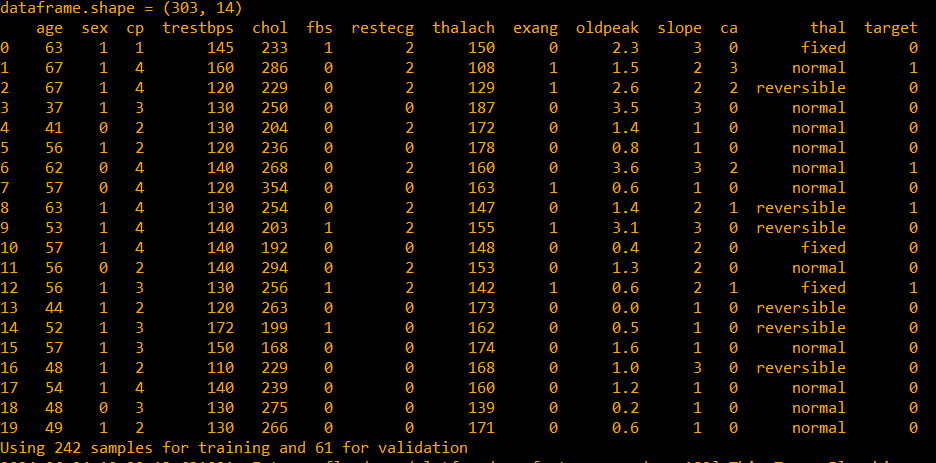 dataframe.shape = (303, 14)
age sex cp trestbps chol fbs restecg thalach exang oldpeak slope ca thal target
0 63 1 1 145 233 1 2 150 0 2.3 3 0 fixed 0
1 67 1 4 160 286 0 2 108 1 1.5 2 3 normal 1
2 67 1 4 120 229 0 2 129 1 2.6 2 2 reversible 0
3 37 1 3 130 250 0 0 187 0 3.5 3 0 normal 0
4 41 0 2 130 204 0 2 172 0 1.4 1 0 normal 0
5 56 1 2 120 236 0 0 178 0 0.8 1 0 normal 0
6 62 0 4 140 268 0 2 160 0 3.6 3 2 normal 1
7 57 0 4 120 354 0 0 163 1 0.6 1 0 normal 0
8 63 1 4 130 254 0 2 147 0 1.4 2 1 reversible 1
9 53 1 4 140 203 1 2 155 1 3.1 3 0 reversible 0
10 57 1 4 140 192 0 0 148 0 0.4 2 0 fixed 0
11 56 0 2 140 294 0 2 153 0 1.3 2 0 normal 0
12 56 1 3 130 256 1 2 142 1 0.6 2 1 fixed 1
13 44 1 2 120 263 0 0 173 0 0.0 1 0 reversible 0
14 52 1 3 172 199 1 0 162 0 0.5 1 0 reversible 0
15 57 1 3 150 168 0 0 174 0 1.6 1 0 normal 0
16 48 1 2 110 229 0 0 168 0 1.0 3 0 reversible 0
17 54 1 4 140 239 0 0 160 0 1.2 1 0 normal 0
18 48 0 3 130 275 0 0 139 0 0.2 1 0 normal 0
19 49 1 2 130 266 0 0 171 0 0.6 1 0 normal 0
Using 242 samples for training and 61 for validation